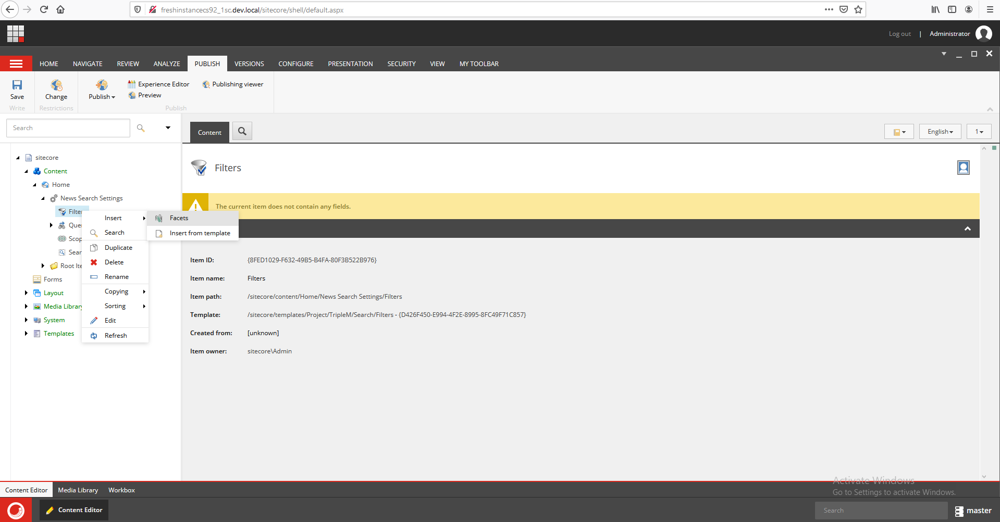 freshinstancecs92_1sc.dev.local/sitecore/shell/default.aspx
Log out | Administrator
HOME NAVIGATE REVIEW ANALYZE PUBLISH VERSIONS CONFIGURE PRESENTATION SECURITY VIEW MY TOOLBAR
Save
Write
Change
Restrictions
Publish
Experience Editor
Preview
Publishing viewer
Publish
Search
Content
English
1
sitecore
Content
Home
News Search Settings
Filter
Que
Scop
Sear
Root Ite
Forms
Layout
Media Library
System
Templates
Insert
Search
Duplicate
Delete
Rename
Copying
Sorting
Edit
Refresh
Facets
Insert from template
Filters
The current item does not contain any fields.
Item ID: {8FED1029-F632-49B5-B4FA-80F3B522B976}
Item name: Filters
Item path: /sitecore/content/Home/News Search Settings/Filters
Template: /sitecore/templates/Project/TripleM/Search/Filters - {D426F450-E994-4F2E-8995-8FC49F71C857}
Created from: [unknown]
Item owner: sitecore\Admin
Activate Windows
Go to Settings to activate Windows.
Content Editor Media Library Workbox
Content Editor
Search
master